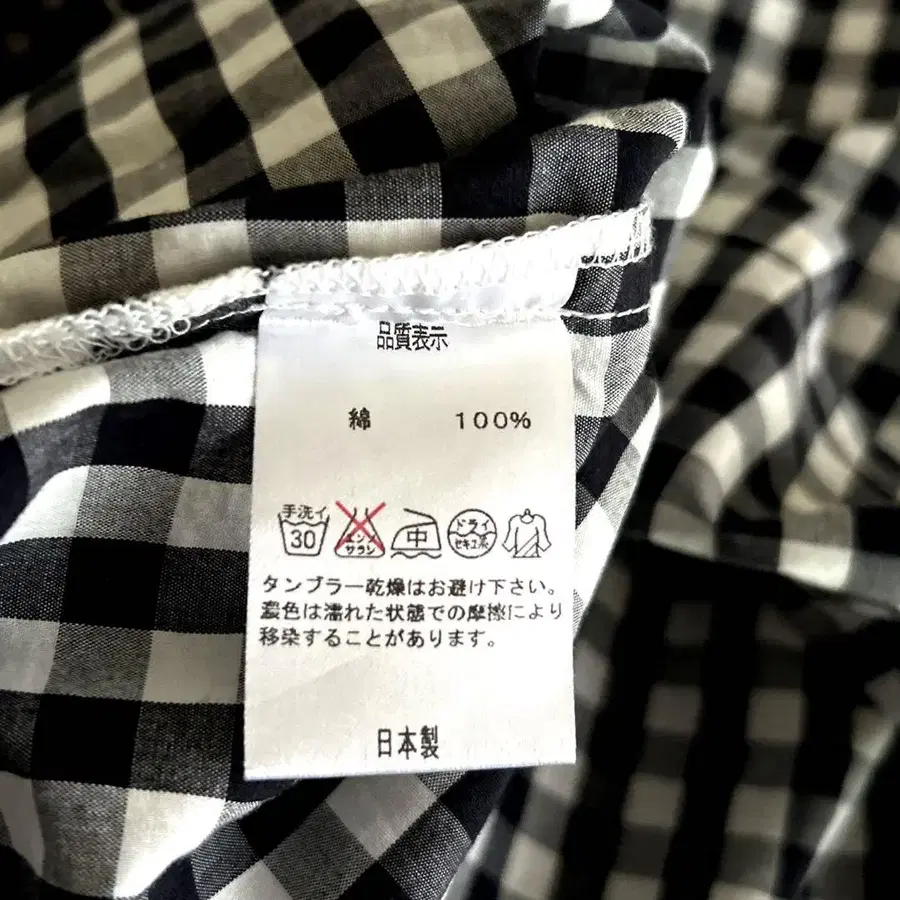 品質表示
綿 100%
手洗イ
30
エンソ
サラシ
中
ドライ
セキユ系
タンブラー乾燥はお避け下さい。
濃色は濡れた状態での摩擦により
移染することがあります。
日本製